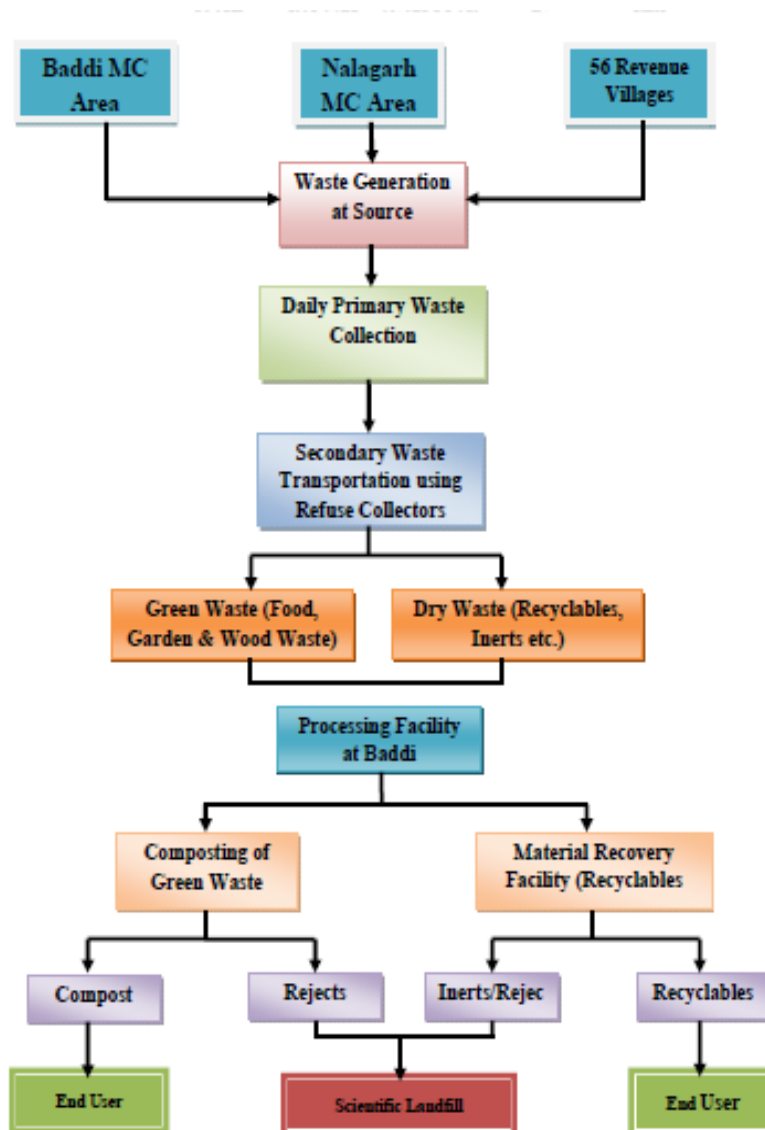 Baddi MC
Area
Nalagarh
MC Area
56 Revenue
Villages
Waste Generation
at Source
Daily Primary Waste
Collection
Secondary Waste
Transportation using
Refuse Collectors
Green Waste (Food,
Garden & Wood Waste)
Dry Waste (Recyclables,
Inerts etc.)
Processing Facility
at Baddi
Composting of
Green Waste
Material Recovery
Facility (Recyclables
Compost
Rejects
Inerts/Rejec
Recyclables
End User
Scientific Landfill
End User